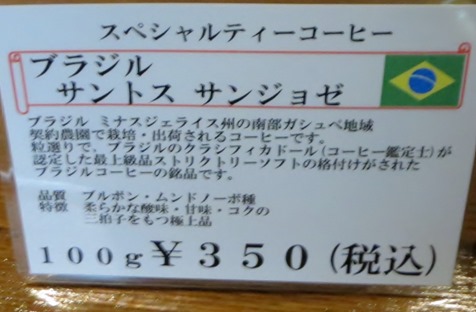 スペシャルティーコーヒー
ブラジル
サントス サンジョゼ
ブラジル ミナスジェライス州の南部ガシュペ地域
契約農園で栽培・出荷されるコーヒーです。
粒選りで、ブラジルのクラシフィカドール(コーヒー鑑定士)が
認定した最上級品ストリクトリーソフトの格付けがされた
ブラジルコーヒーの銘品です。
品質 ブルボン・ムンドノーボ種
特徴 柔らかな酸味・甘味・コクの
三拍子をもつ極上品
100g¥350(税込)